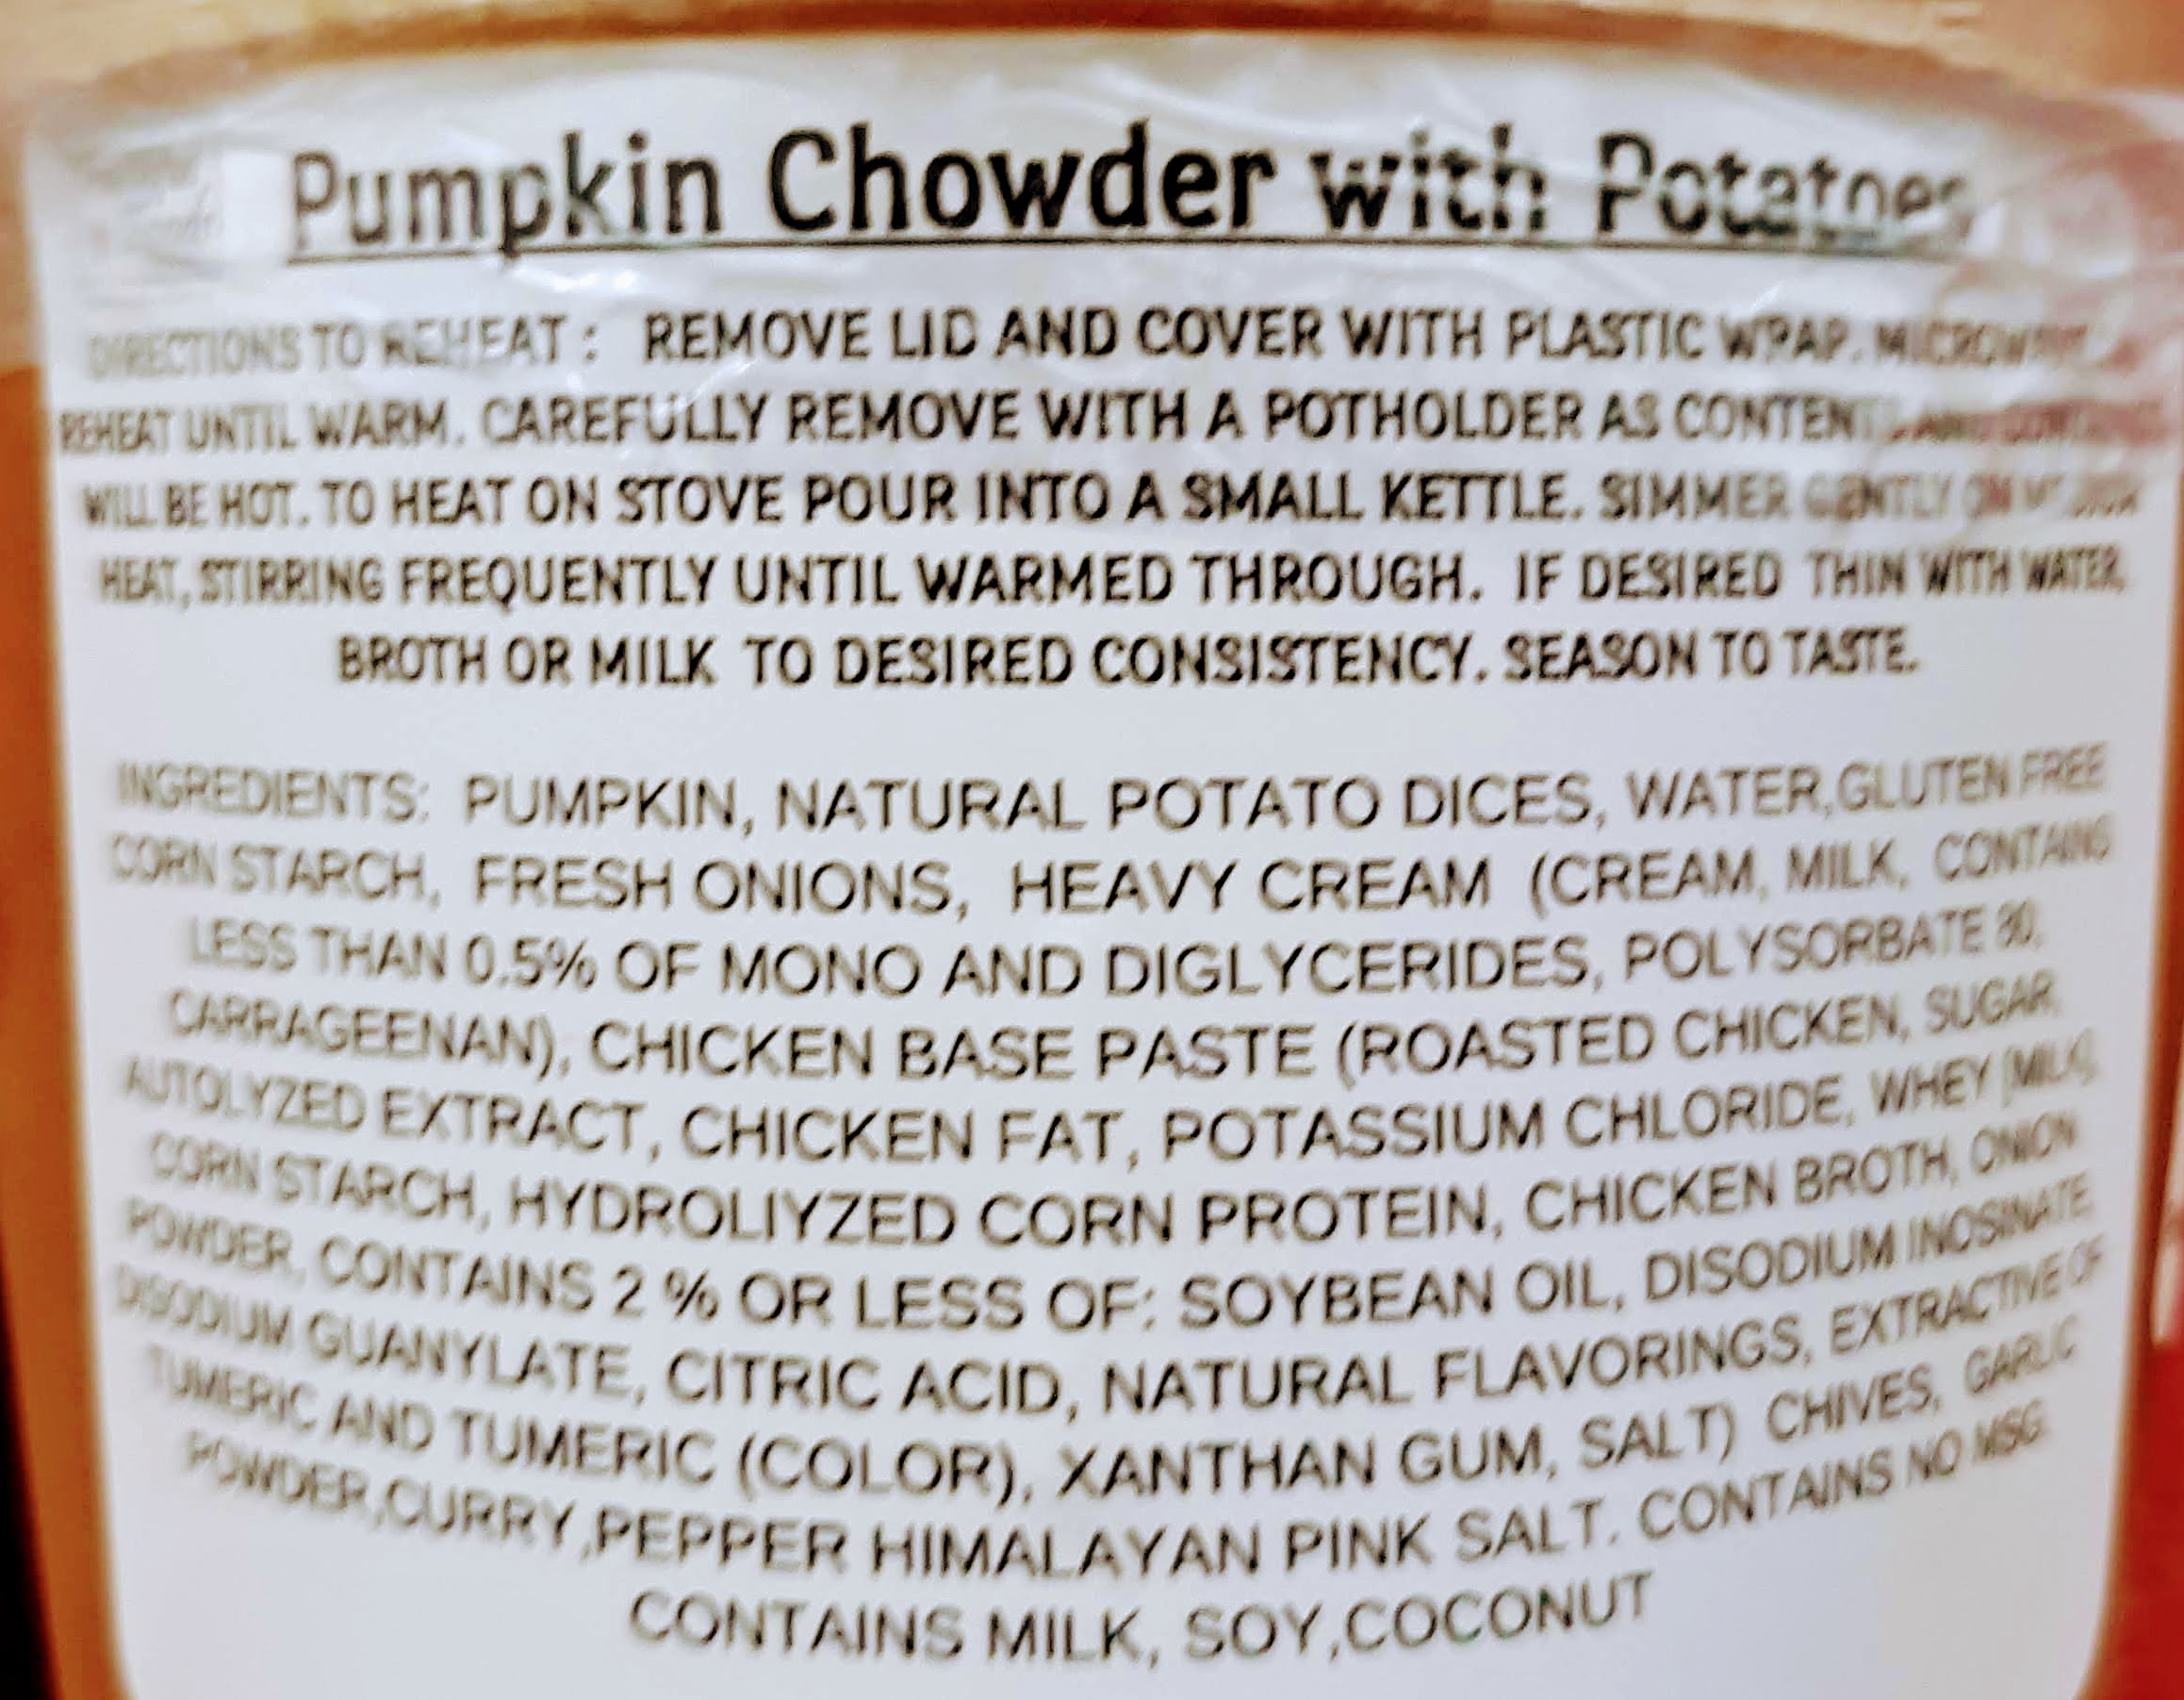 Pumpkin Chowder with Potatoes
DIRECTIONS TO REHEAT : REMOVE LID AND COVER WITH PLASTIC WRAP. MICROWAVE
REHEAT UNTIL WARM. CAREFULLY REMOVE WITH A POTHOLDER AS CONTENTS AND CONTAINER
WILL BE HOT. TO HEAT ON STOVE POUR INTO A SMALL KETTLE. SIMMER GENTLY ON MEDIUM
HEAT, STIRRING FREQUENTLY UNTIL WARMED THROUGH. IF DESIRED THIN WITH WATER,
BROTH OR MILK TO DESIRED CONSISTENCY. SEASON TO TASTE.
INGREDIENTS: PUMPKIN, NATURAL POTATO DICES, WATER,GLUTEN FREE
CORN STARCH, FRESH ONIONS, HEAVY CREAM (CREAM, MILK, CONTAINS
LESS THAN 0.5% OF MONO AND DIGLYCERIDES, POLYSORBATE 80,
CARRAGEENAN), CHICKEN BASE PASTE (ROASTED CHICKEN, SUGAR,
AUTOLYZED EXTRACT, CHICKEN FAT, POTASSIUM CHLORIDE, WHEY [MILK],
CORN STARCH, HYDROLIYZED CORN PROTEIN, CHICKEN BROTH, ONION
POWDER, CONTAINS 2 % OR LESS OF: SOYBEAN OIL, DISODIUM INOSINATE,
DISODIUM GUANYLATE, CITRIC ACID, NATURAL FLAVORINGS, EXTRACTIVE OF
TUMERIC AND TUMERIC (COLOR), XANTHAN GUM, SALT) CHIVES, GARLIC
POWDER,CURRY,PEPPER HIMALAYAN PINK SALT. CONTAINS NO MSG
CONTAINS MILK, SOY,COCONUT